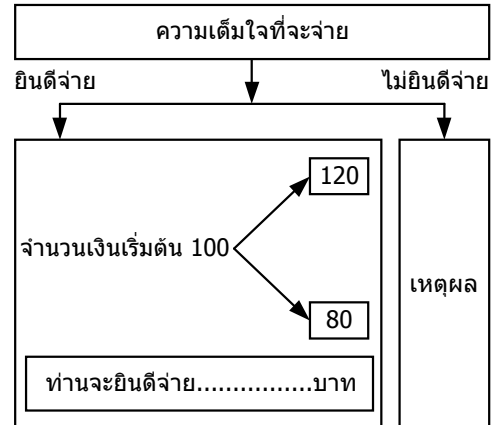 ความเต็มใจที่จะจ่าย
ยินดีจ่าย
ไม่ยินดีจ่าย
120
จำนวนเงินเริ่มต้น 100
เหตุผล
80
ท่านจะยินดีจ่าย................บาท